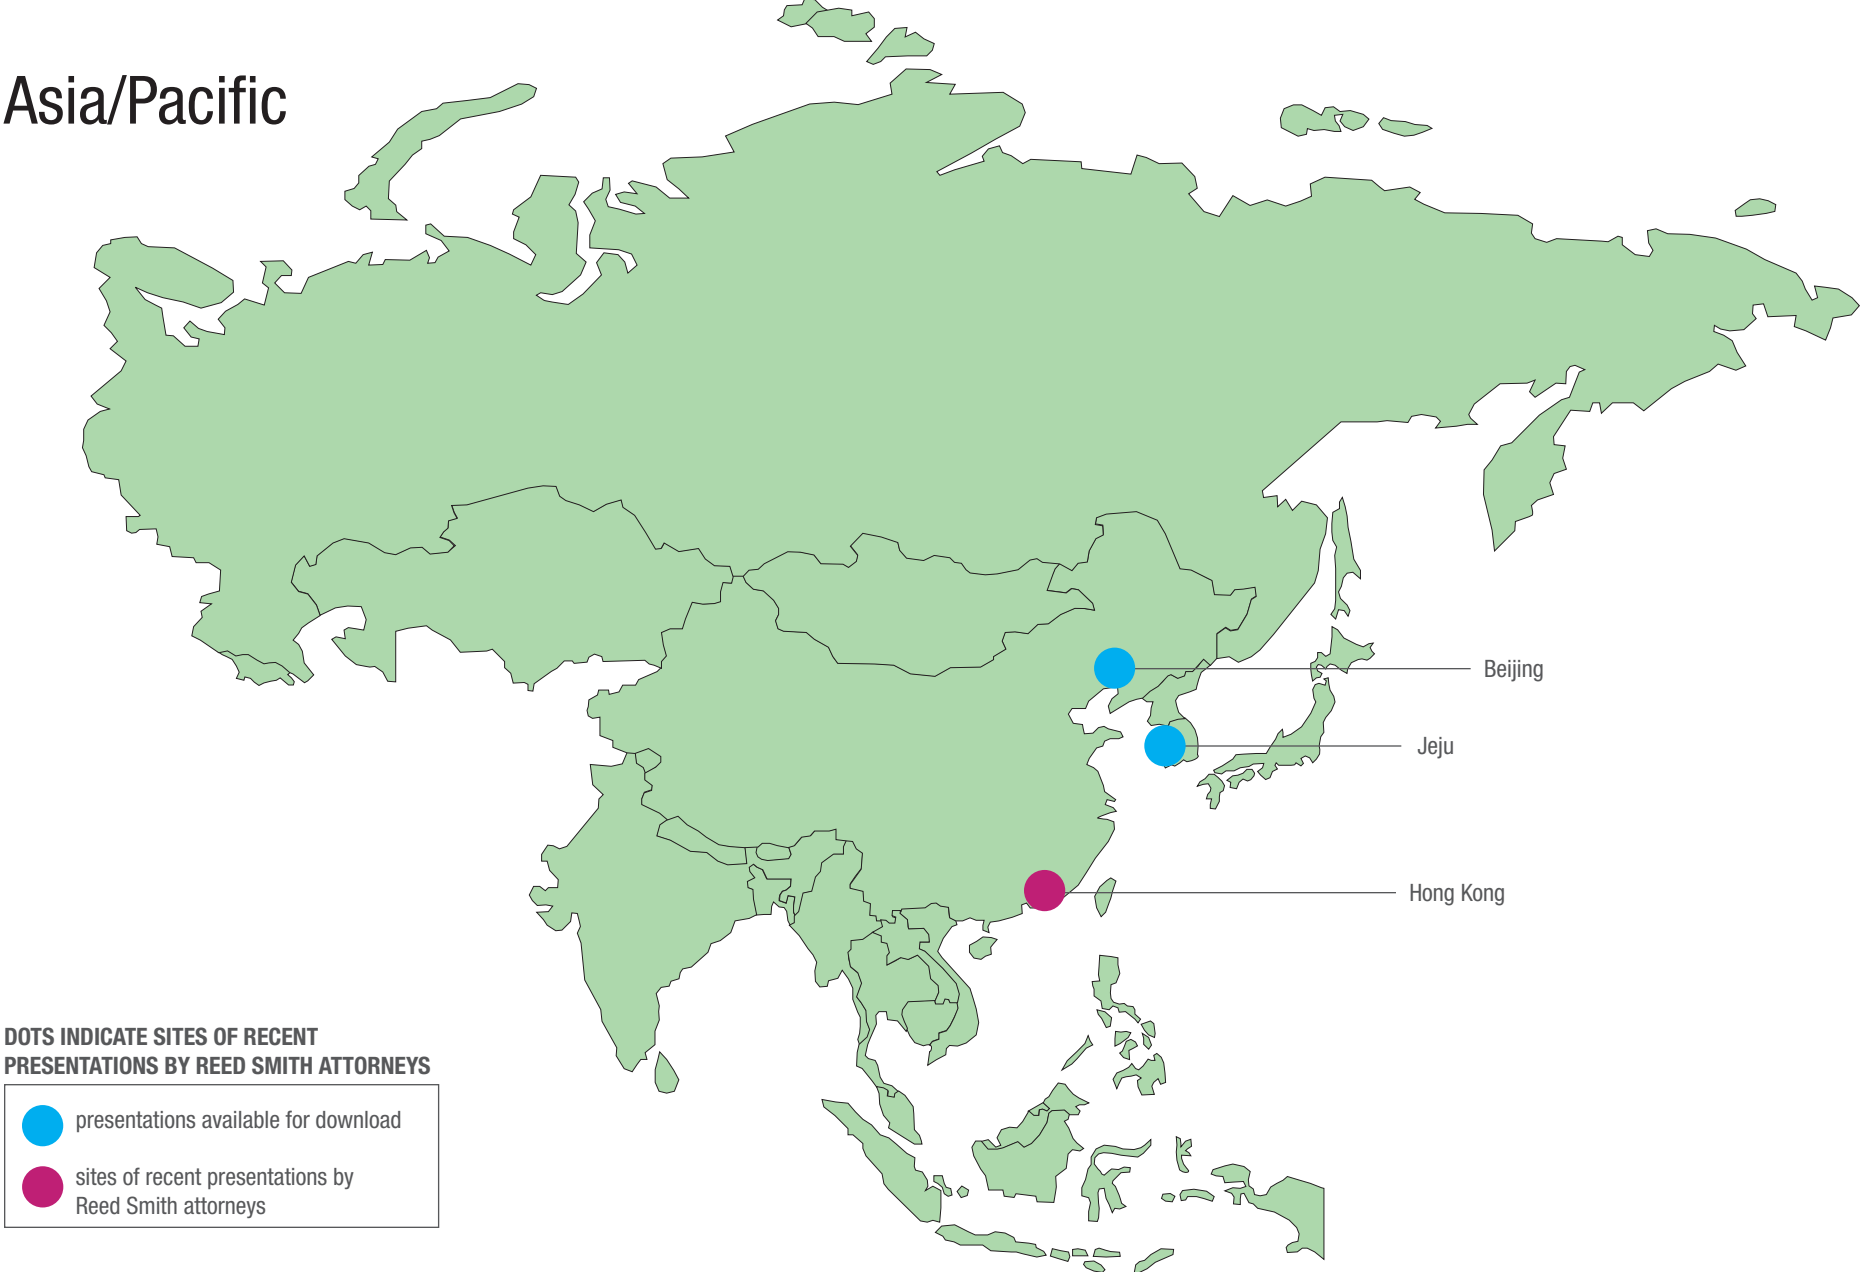 Asia/Pacific
Beijing
Jeju
Hong Kong
DOTS INDICATE SITES OF RECENT
PRESENTATIONS BY REED SMITH ATTORNEYS
presentations available for download
sites of recent presentations by
Reed Smith attorneys